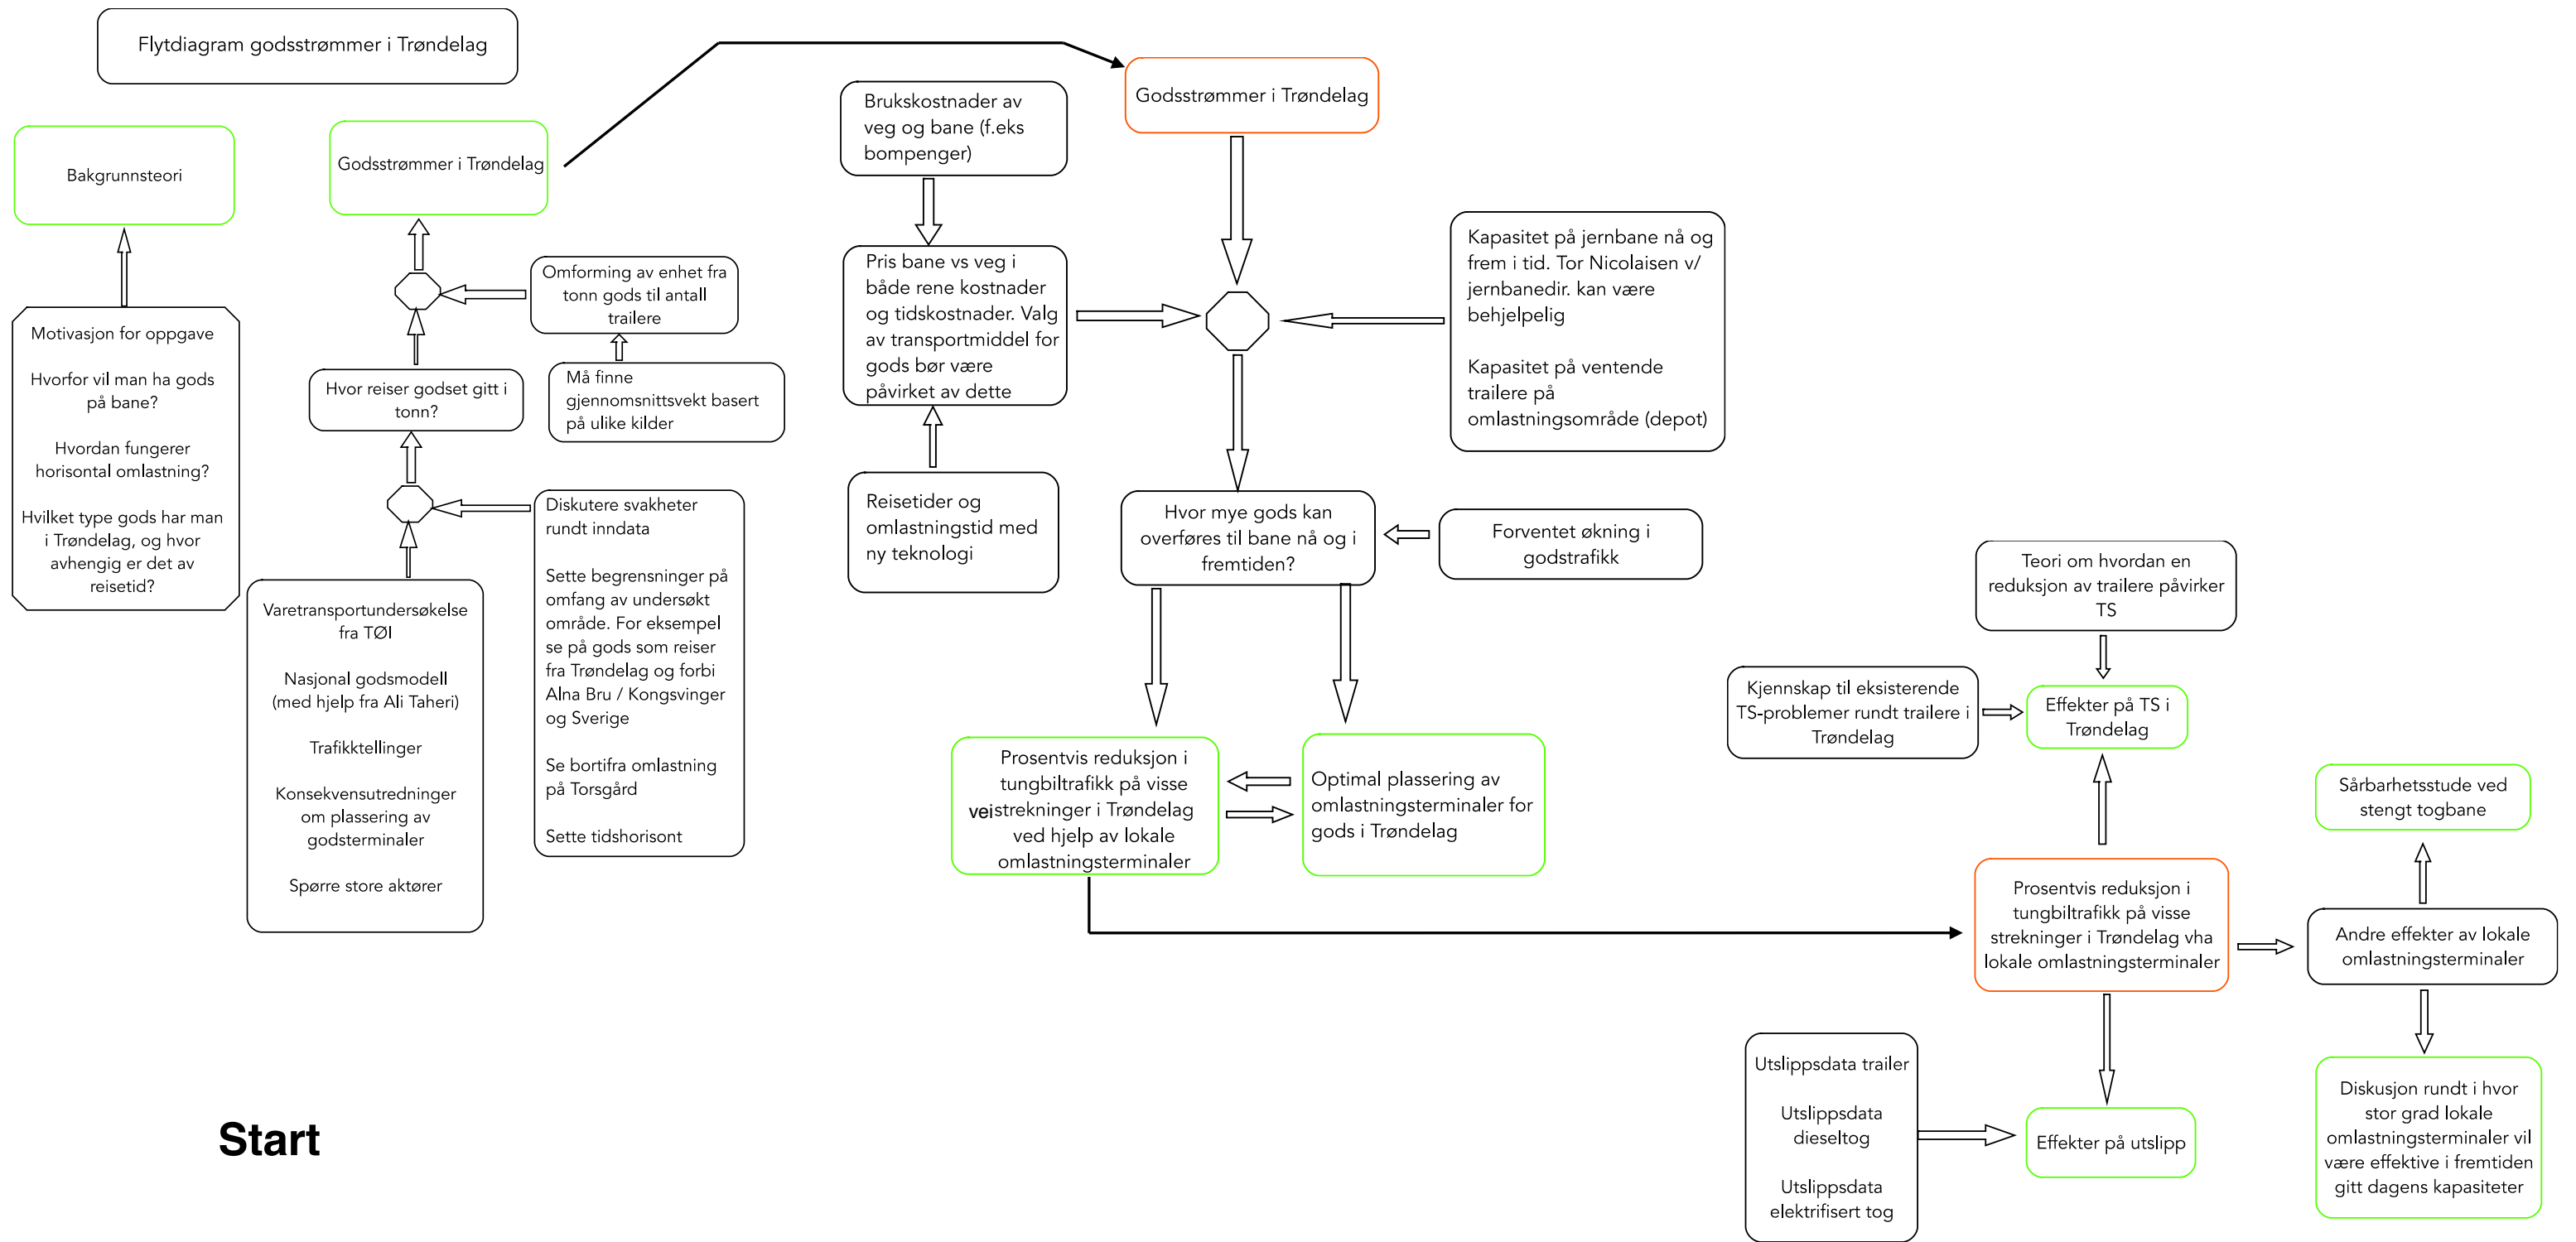 Flytdiagram godsstrømmer i Trøndelag
Bakgrunnsteori
Motivasjon for oppgave
Hvorfor vil man ha gods
på bane?
Hvordan fungerer
horisontal omlastning?
Hvilket type gods har man
i Trøndelag, og hvor
avhengig er det av
reisetid?
Godsstrømmer i Trøndelag
Omforming av enhet fra
tonn gods til antall
trailere
Må finne
gjennomsnittsvekt basert
på ulike kilder
Hvor reiser godset gitt i
tonn?
Diskutere svakheter
rundt inndata
Sette begrensninger på
omfang av undersøkt
område. For eksempel
se på gods som reiser
fra Trøndelag og forbi
Alna Bru / Kongsvinger
og Sverige
Se bortifra omlastning
på Torsgård
Sette tidshorisont
Varetransportundersøkelse
fra TØI
Nasjonal godsmodell
(med hjelp fra Ali Taheri)
Trafikktellinger
Konsekvensutredninger
om plassering av
godsterminaler
Spørre store aktører
Start
Brukskostnader av
veg og bane (f.eks
bompenger)
Godsstrømmer i Trøndelag
Pris bane vs veg i
både rene kostnader
og tidskostnader. Valg
av transportmiddel for
gods bør være
påvirket av dette
Kapasitet på jernbane nå og
frem i tid. Tor Nicolaisen v/
jernbanedir. kan være
behjelpelig
Kapasitet på ventende
trailere på
omlastningsområde (depot)
Reisetider og
omlastningstid med
ny teknologi
Hvor mye gods kan
overføres til bane nå og i
fremtiden?
Forventet økning i
godstrafikk
Prosentvis reduksjon i
tungbiltrafikk på visse
veistrekninger i Trøndelag
ved hjelp av lokale
omlastningsterminaler
Optimal plassering av
omlastningsterminaler for
gods i Trøndelag
Teori om hvordan en
reduksjon av trailere påvirker
TS
Kjennskap til eksisterende
TS-problemer rundt trailere i
Trøndelag
Effekter på TS i
Trøndelag
Sårbarhetsstude ved
stengt togbane
Prosentvis reduksjon i
tungbiltrafikk på visse
strekninger i Trøndelag vha
lokale omlastningsterminaler
Andre effekter av lokale
omlastningsterminaler
Utslippsdata trailer
Utslippsdata
dieseltog
Utslippsdata
elektrifisert tog
Effekter på utslipp
Diskusjon rundt i hvor
stor grad lokale
omlastningsterminaler vil
være effektive i fremtiden
gitt dagens kapasiteter